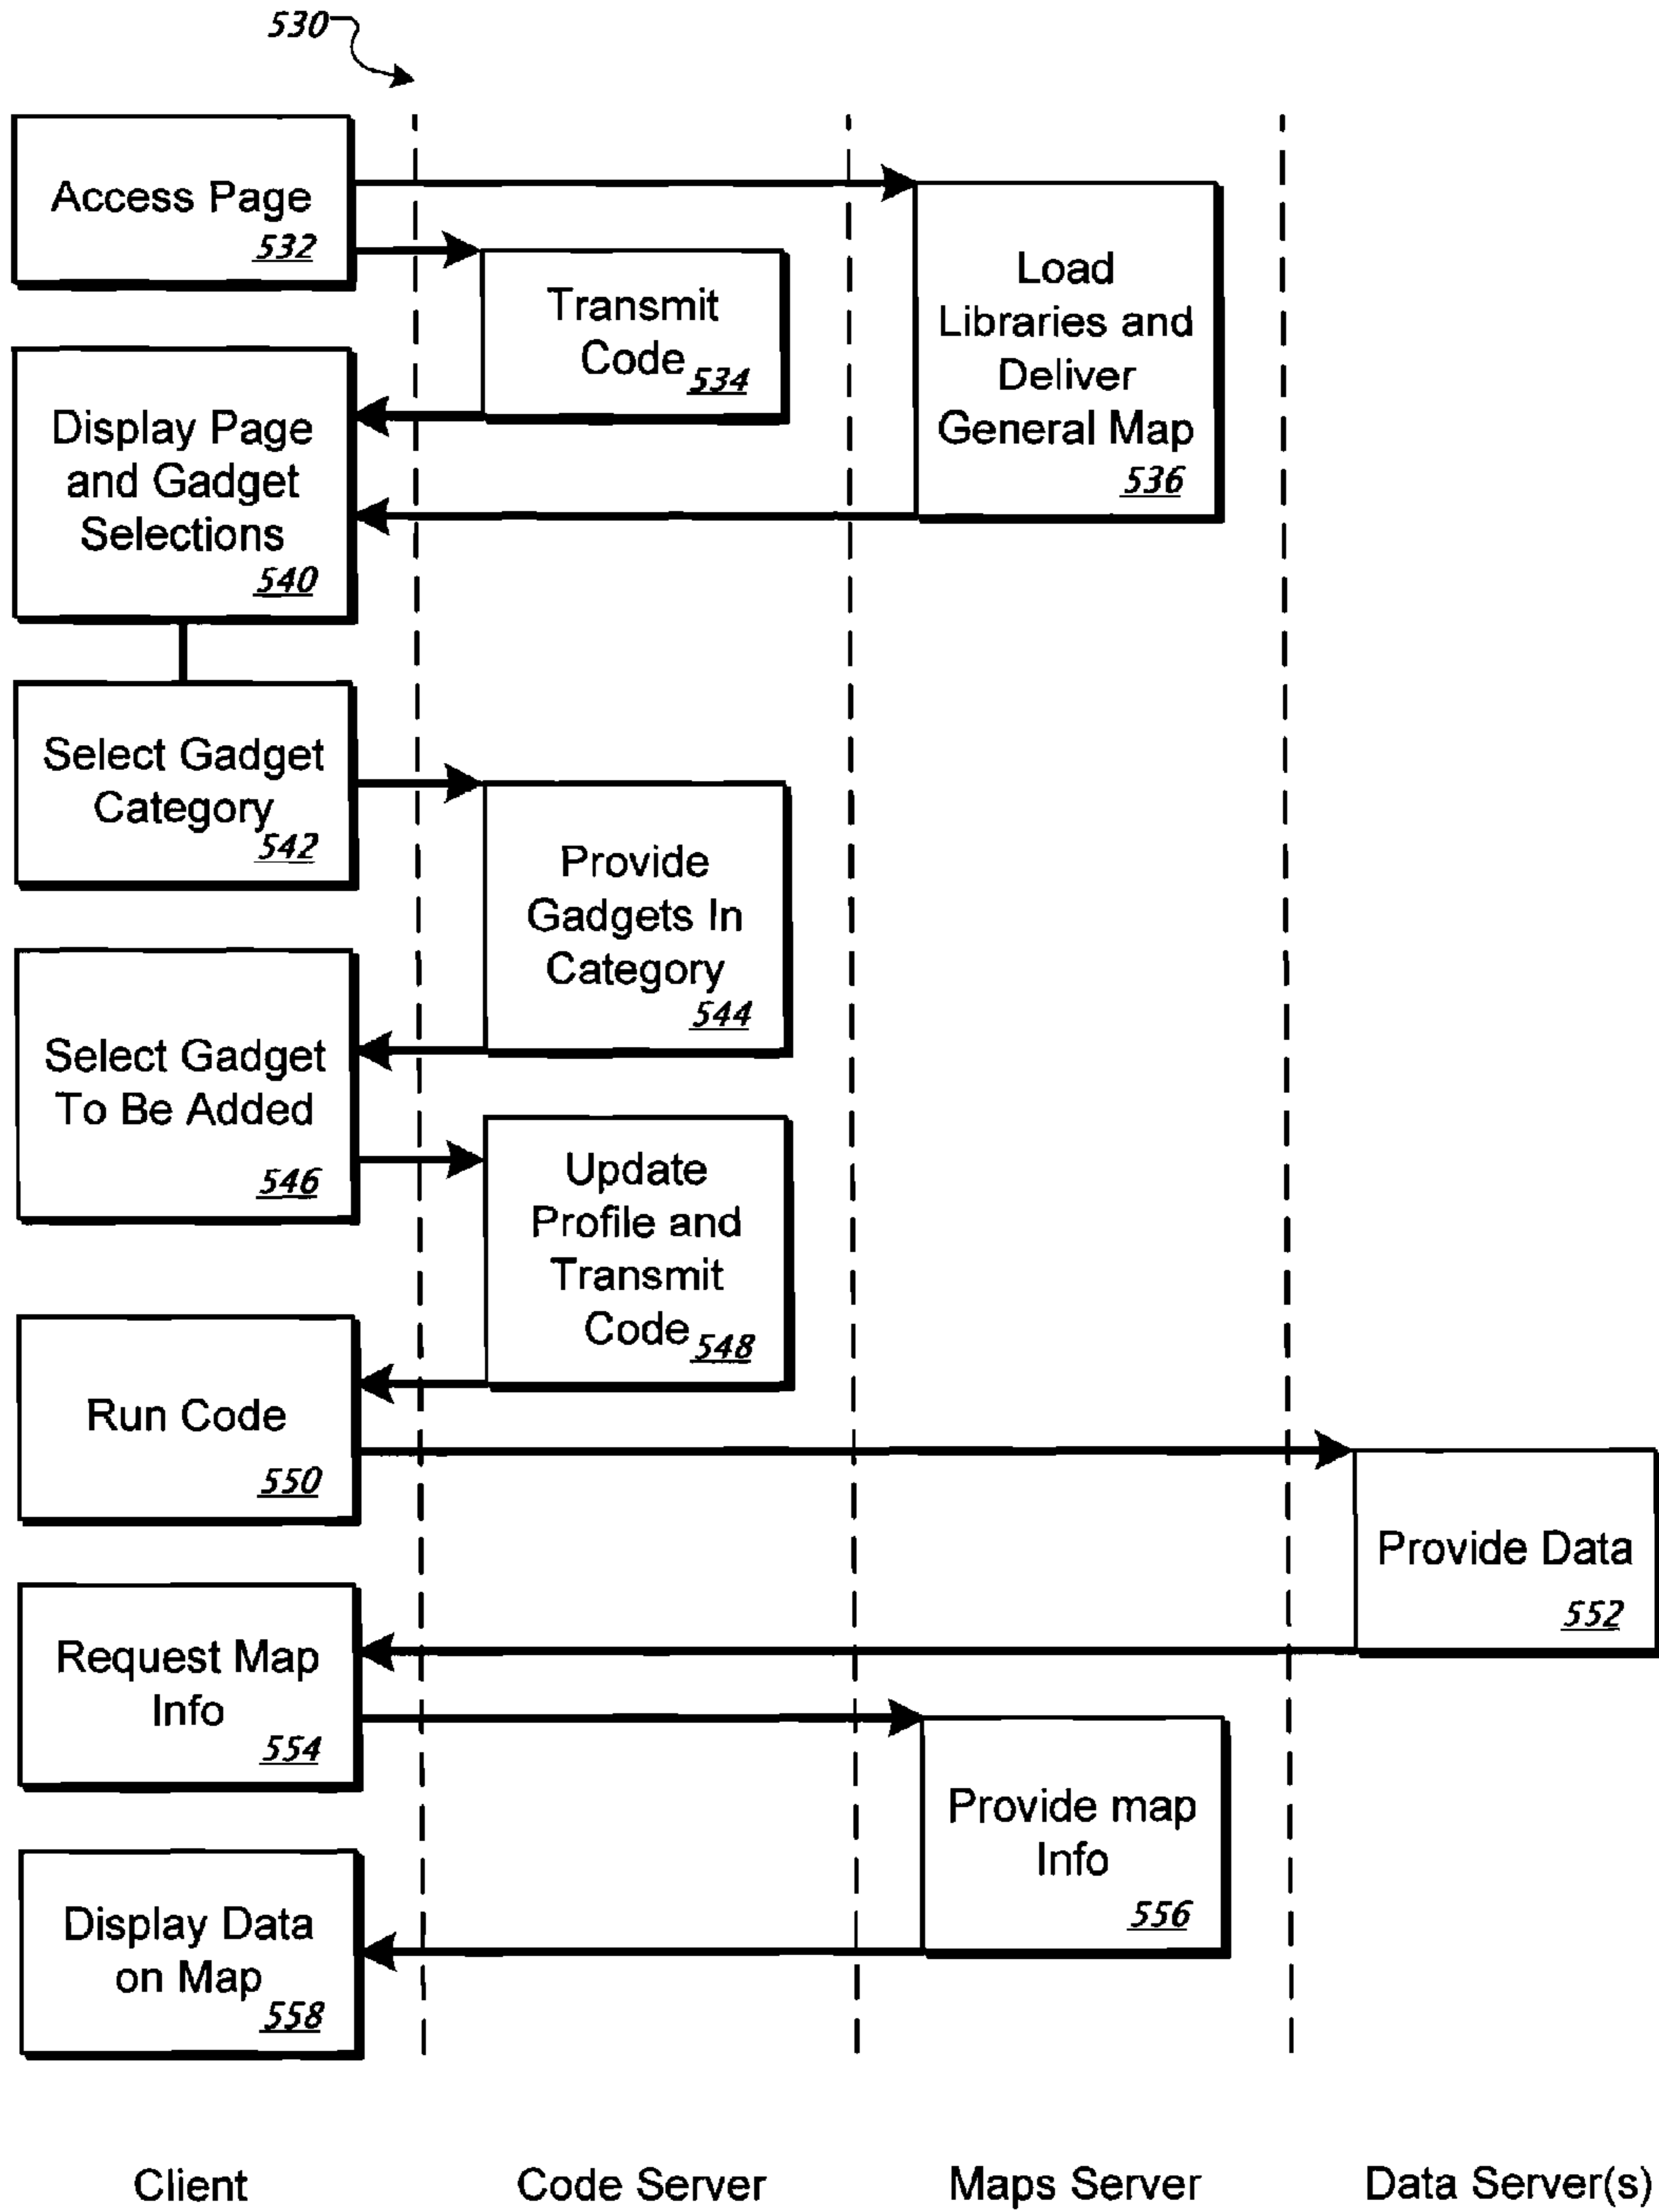 530
Access Page
532
Transmit
Code 534
Load
Libraries and
Deliver
General Map
536
Display Page
and Gadget
Selections
540
Select Gadget
Category
542
Provide
Gadgets In
Category
544
Select Gadget
To Be Added
546
Update
Profile and
Transmit
Code 548
Run Code
550
Provide Data
552
Request Map
Info
554
Provide map
Info
556
Display Data
on Map
558
Client
Code Server
Maps Server
Data Server(s)